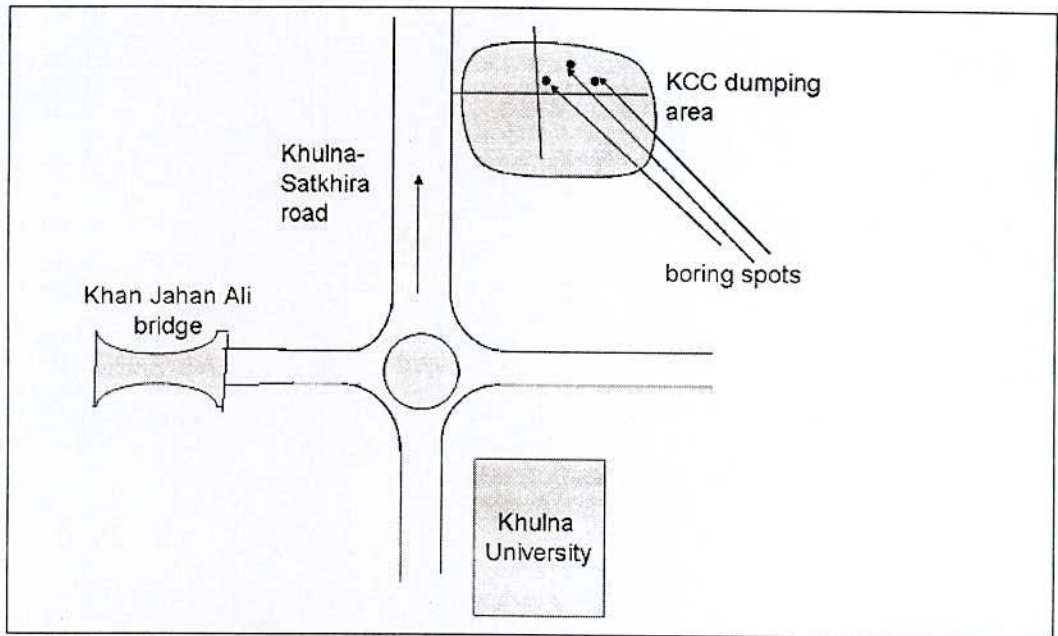 KCC dumping
area
Khulna-
Satkhira
road
boring spots
Khan Jahan Ali
bridge
Khulna
University